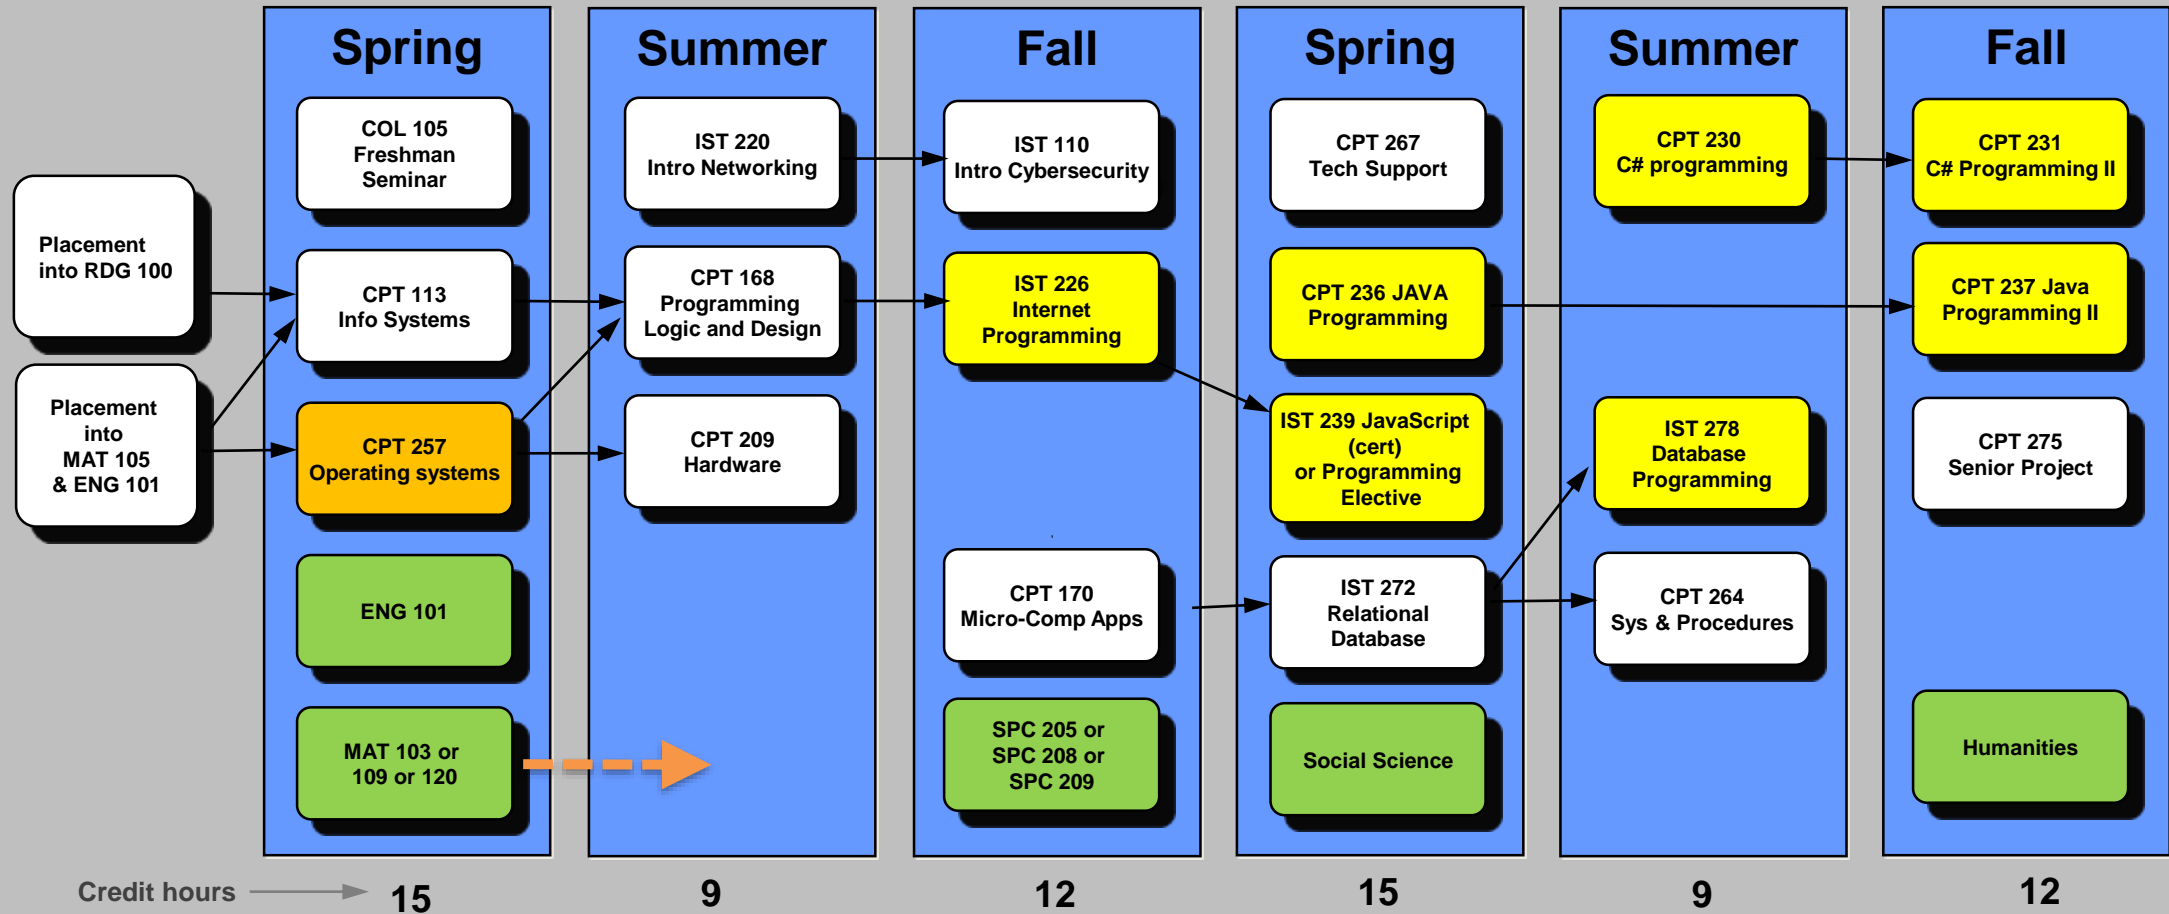 Placement
into RDG 100
Placement
into
MAT 105
& ENG 101
Spring
COL 105
Freshman
Seminar
CPT 113
Info Systems
CPT 257
Operating systems
ENG 101
MAT 103 or
109 or 120
Summer
IST 220
Intro Networking
CPT 168
Programming
Logic and Design
CPT 209
Hardware
Fall
IST 110
Intro Cybersecurity
IST 226
Internet
Programming
CPT 170
Micro-Comp Apps
SPC 205 or
SPC 208 or
SPC 209
Spring
CPT 267
Tech Support
CPT 236 JAVA
Programming
IST 239 JavaScript
(cert)
or Programming
Elective
IST 272
Relational
Database
Social Science
Summer
CPT 230
C# programming
IST 278
Database
Programming
CPT 264
Sys & Procedures
Fall
CPT 231
C# Programming II
CPT 237 Java
Programming II
CPT 275
Senior Project
Humanities
Credit hours
15
9
12
15
9
12